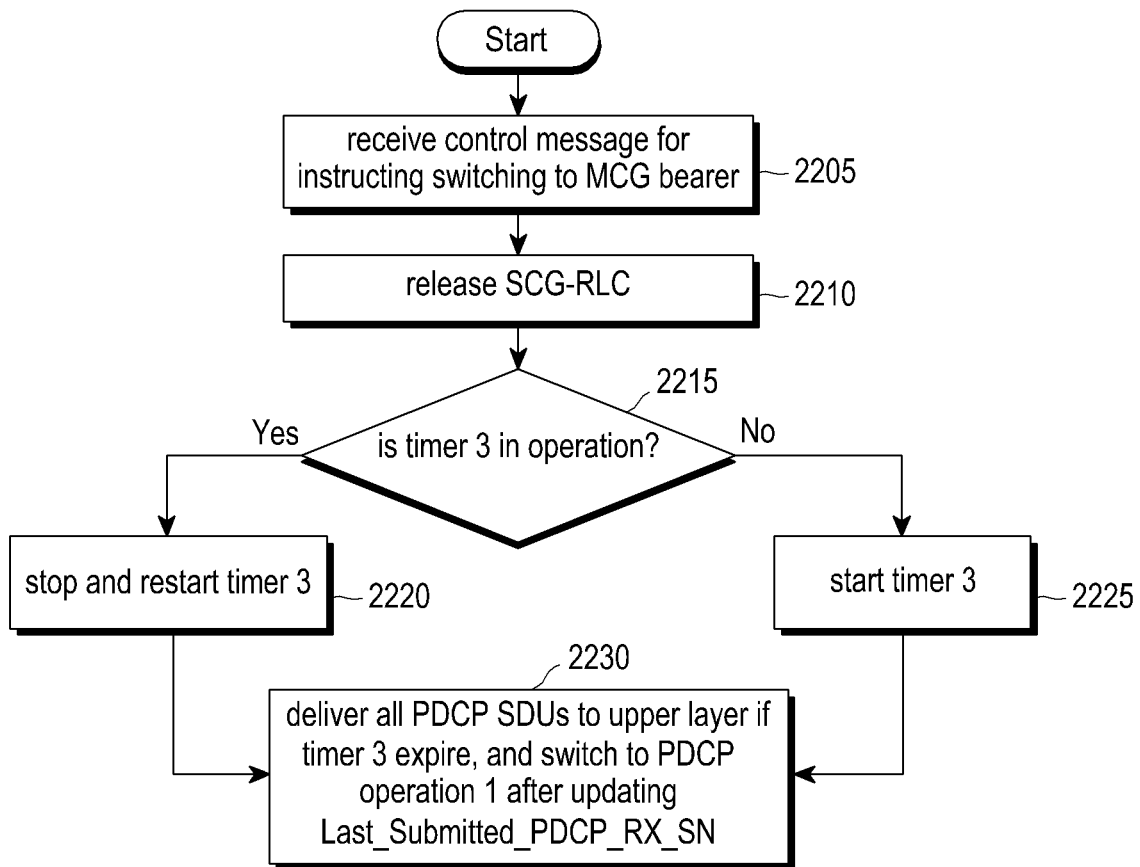 Start
receive control message for
instructing switching to MCG bearer
2205
release SCG-RLC
2210
2215
is timer 3 in operation?
Yes
No
stop and restart timer 3
2220
start timer 3
2225
2230
deliver all PDCP SDUs to upper layer if
timer 3 expire, and switch to PDCP
operation 1 after updating
Last_Submitted_PDCP_RX_SN